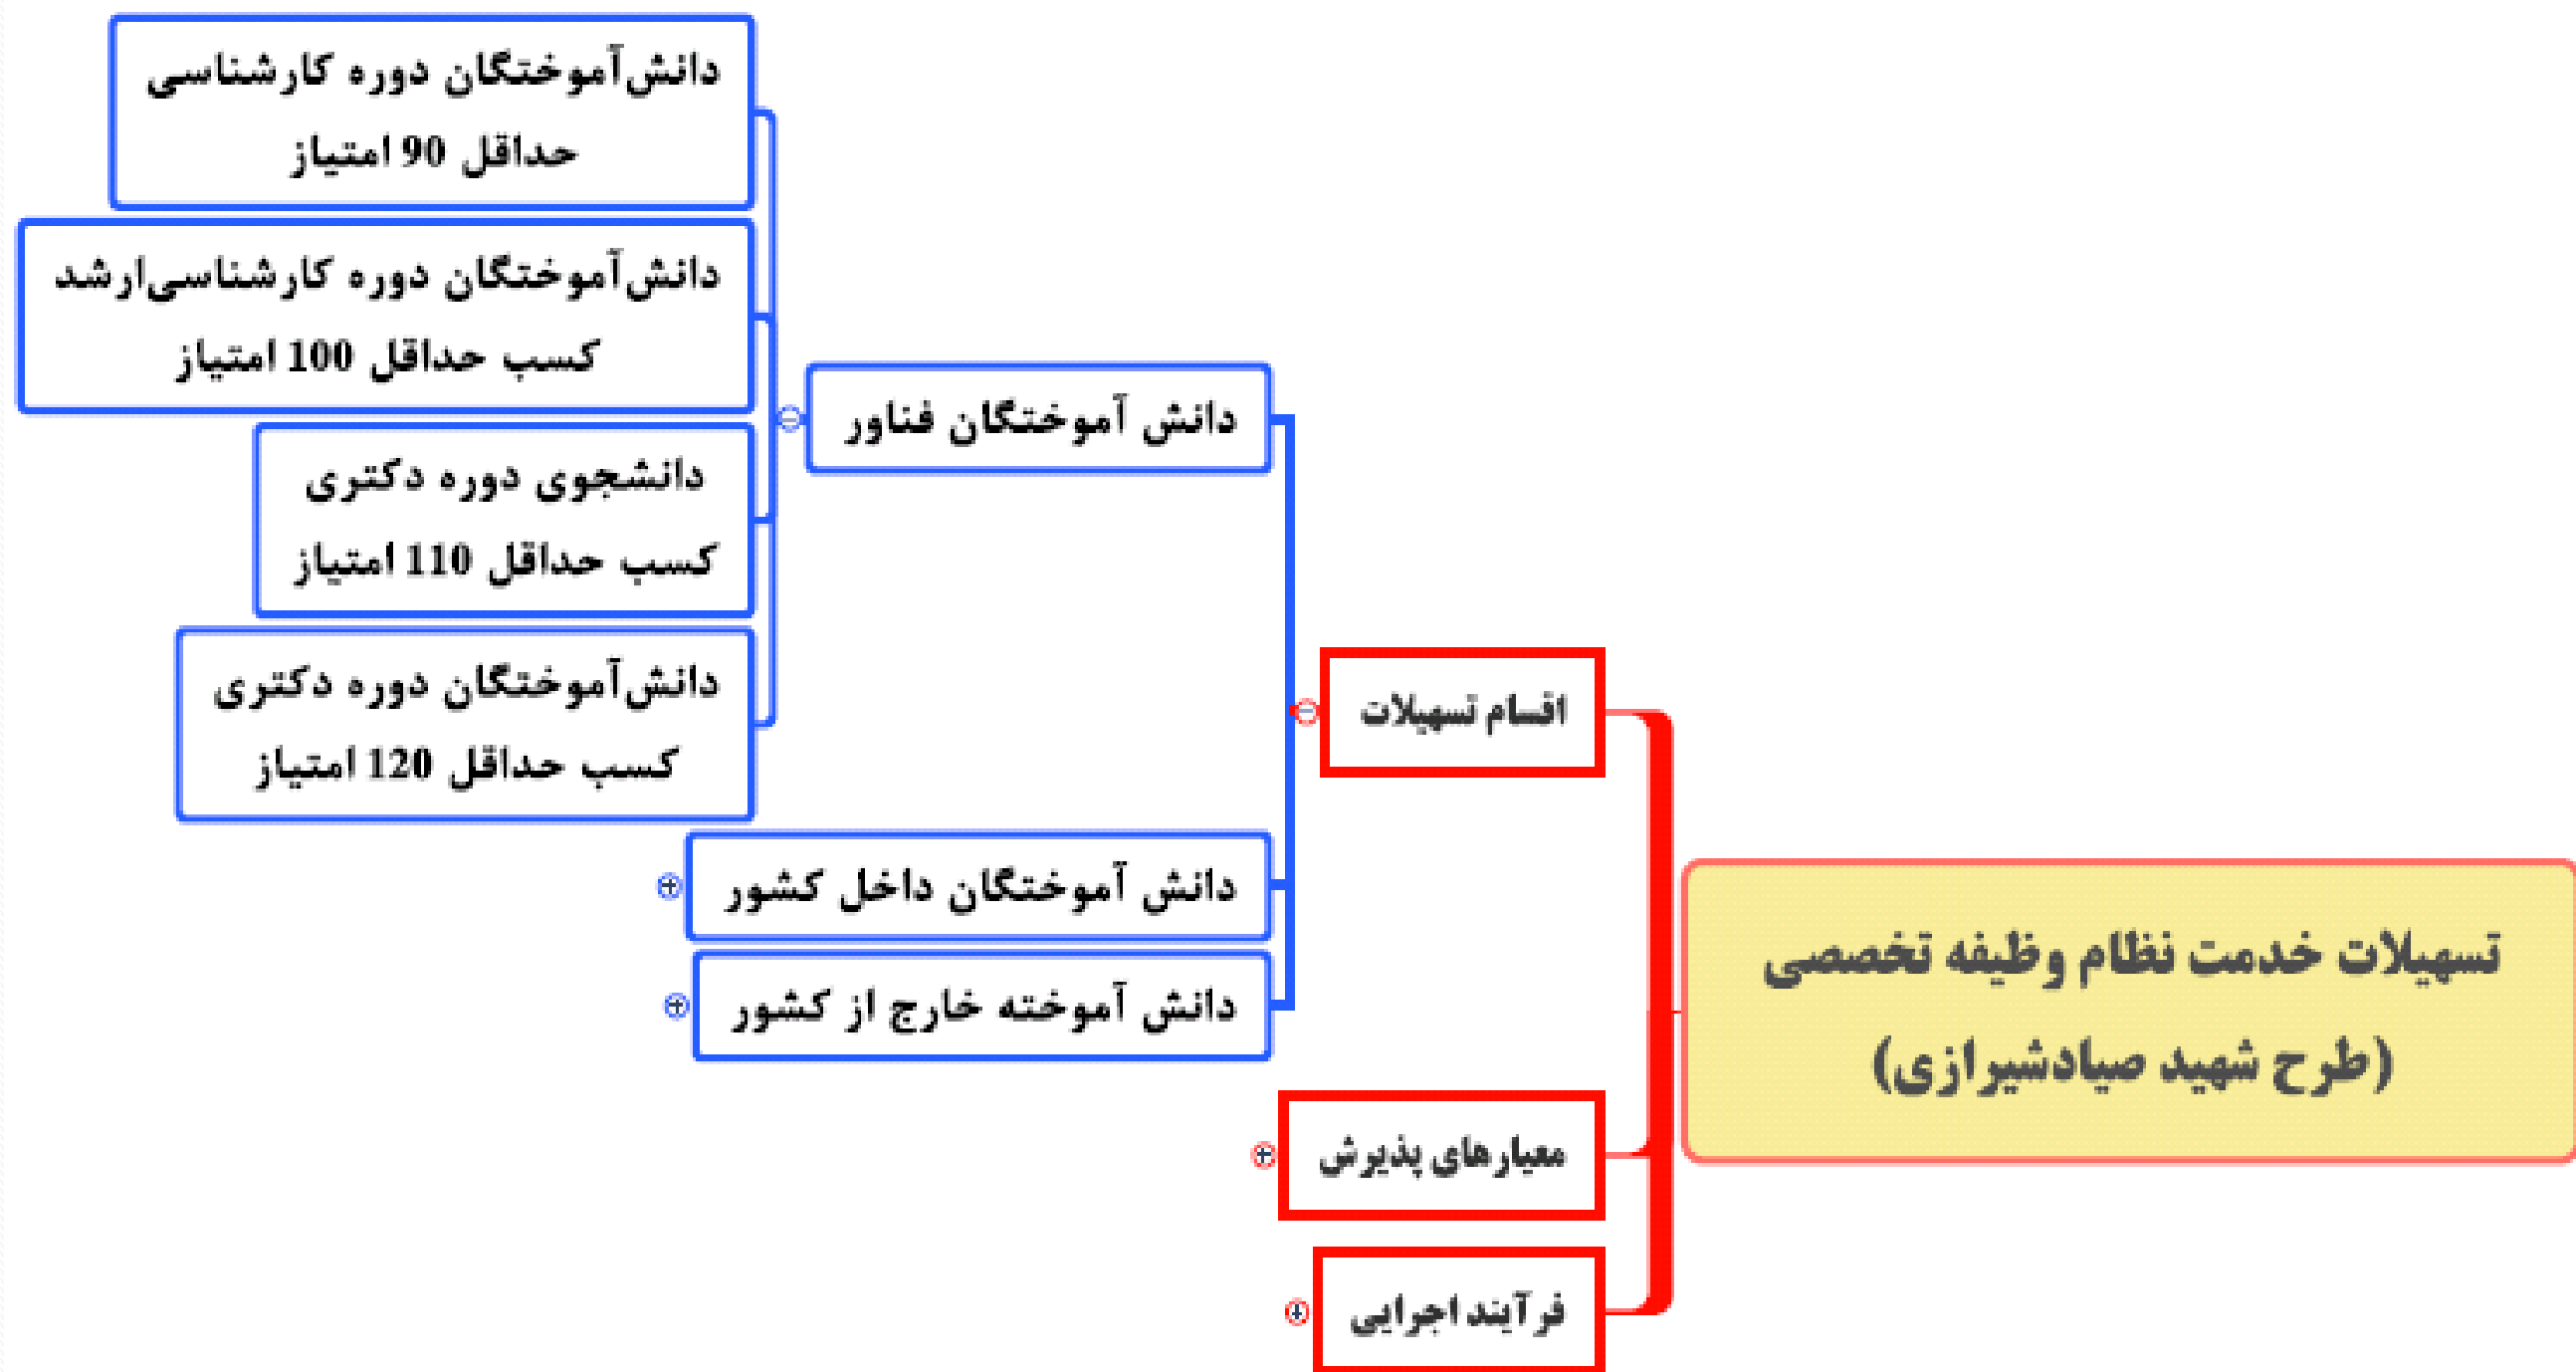 تسهیلات خدمت نظام وظیفه تخصصی
(طرح شهید صیادشیرازی)
اقسام تسهیلات
دانش آموختگان فناور
دانش‌آموختگان دوره کارشناسی
حداقل 90 امتیاز
دانش‌آموختگان دوره کارشناسی‌ارشد
کسب حداقل 100 امتیاز
دانشجوی دوره دکتری
کسب حداقل 110 امتیاز
دانش‌آموختگان دوره دکتری
کسب حداقل 120 امتیاز
دانش آموختگان داخل کشور
دانش آموخته خارج از کشور
معیارهای پذیرش
فرآیند اجرایی